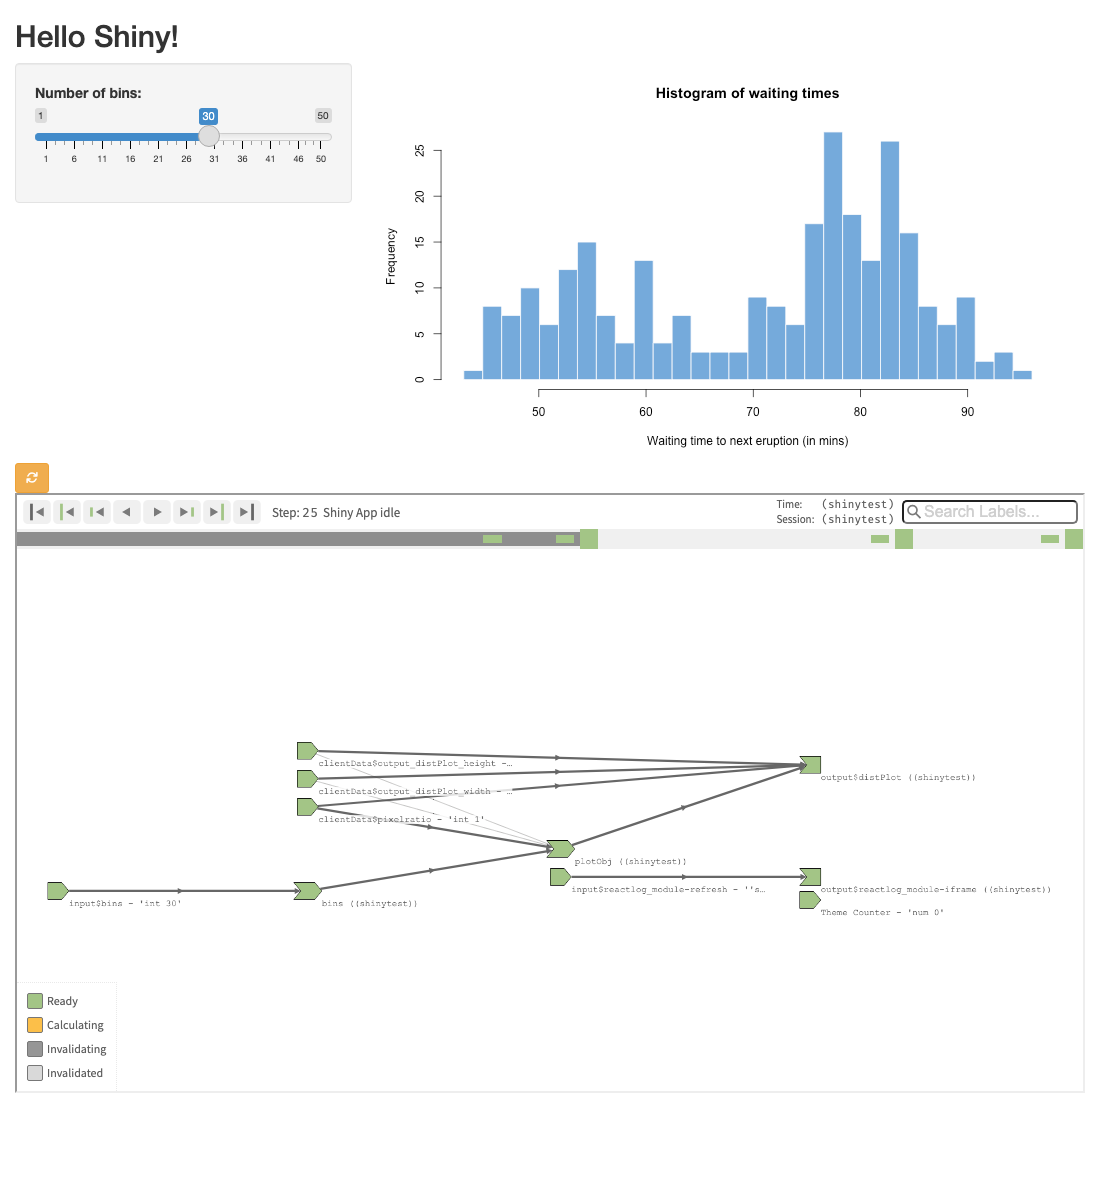 Hello Shiny!
Number of bins:
1 30 50
1 6 11 16 21 26 31 36 41 46 50
Histogram of waiting times
Frequency
0 5 10 15 20 25
50 60 70 80 90
Waiting time to next eruption (in mins)
Step: 25 Shiny App idle
Time: (shinytest)
Session: (shinytest)
Search Labels...
clientData$output_distPlot_height -…
clientData$output_distPlot_width - …
clientData$pixelratio - 'int 1'
output$distPlot ((shinytest))
plotObj ((shinytest))
input$reactlog_module-refresh - ''s…
output$reactlog_module-iframe ((shinytest))
input$bins - 'int 30'
bins ((shinytest))
Theme Counter - 'num 0'
Ready
Calculating
Invalidating
Invalidated